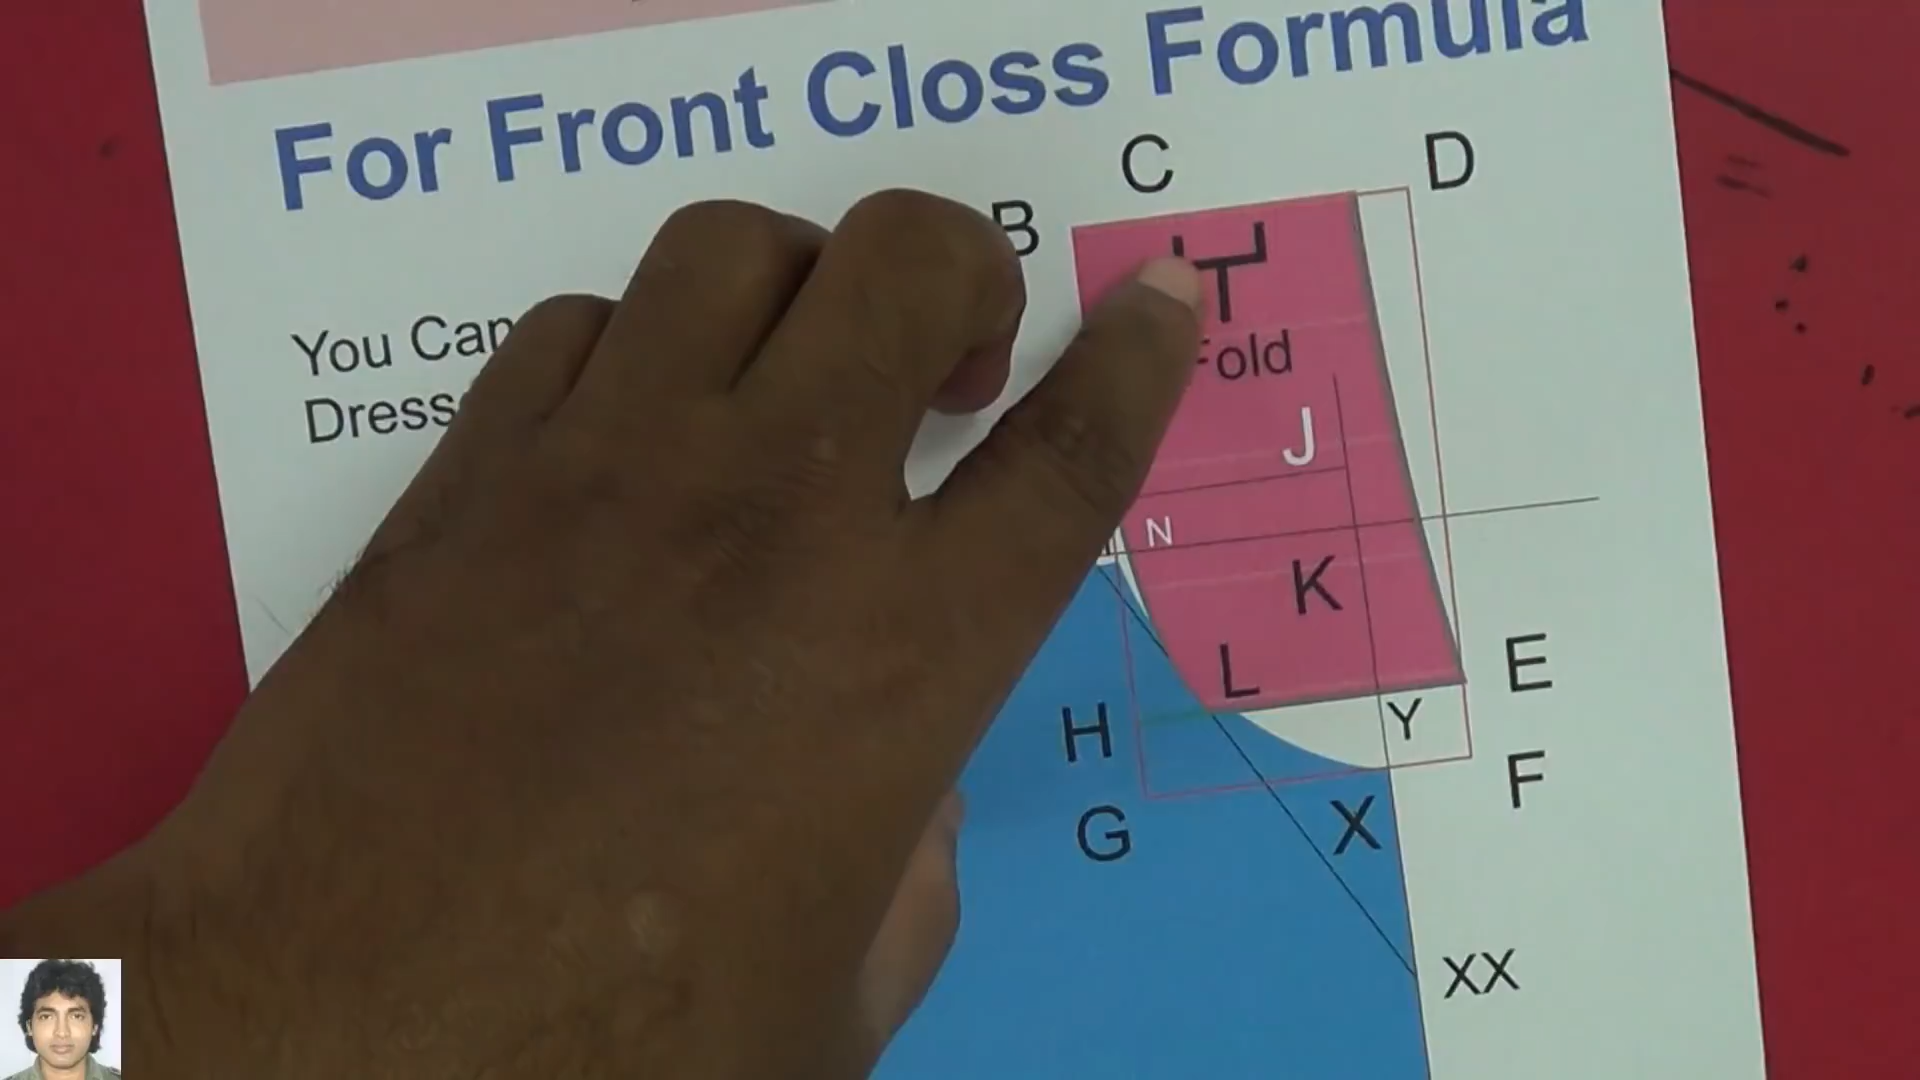 For Front Closs Formula
C
D
B
You Can
Dress
Fold
J
N
K
L
E
H
Y
F
G
X
XX